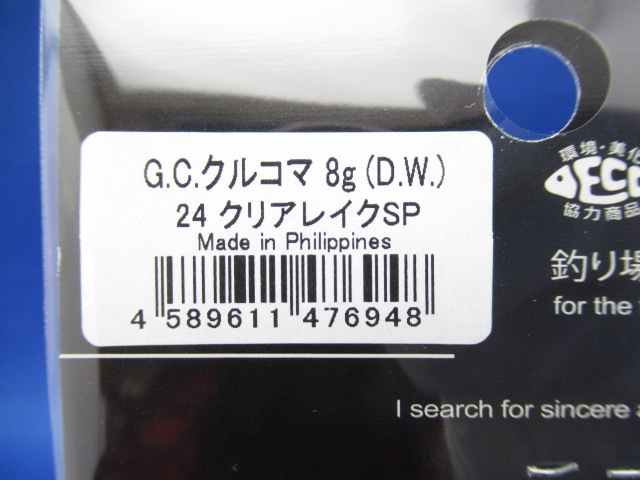 G.C.クルコマ 8g (D.W.)
24 クリアレイクSP
Made in Philippines
4 589611 476948
環境・美化
ECO
協力商品
釣り場
for the
I search for sincere a